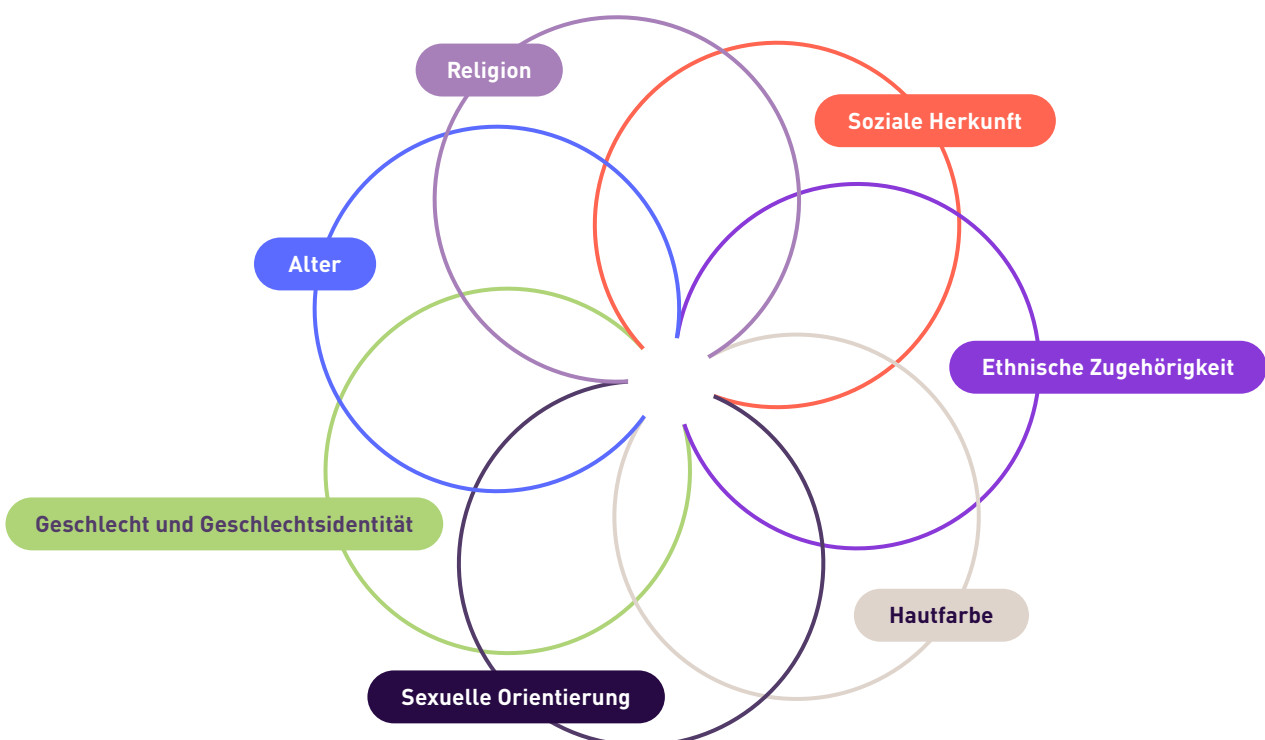 Religion
Soziale Herkunft
Alter
Ethnische Zugehörigkeit
Geschlecht und Geschlechtsidentität
Hautfarbe
Sexuelle Orientierung